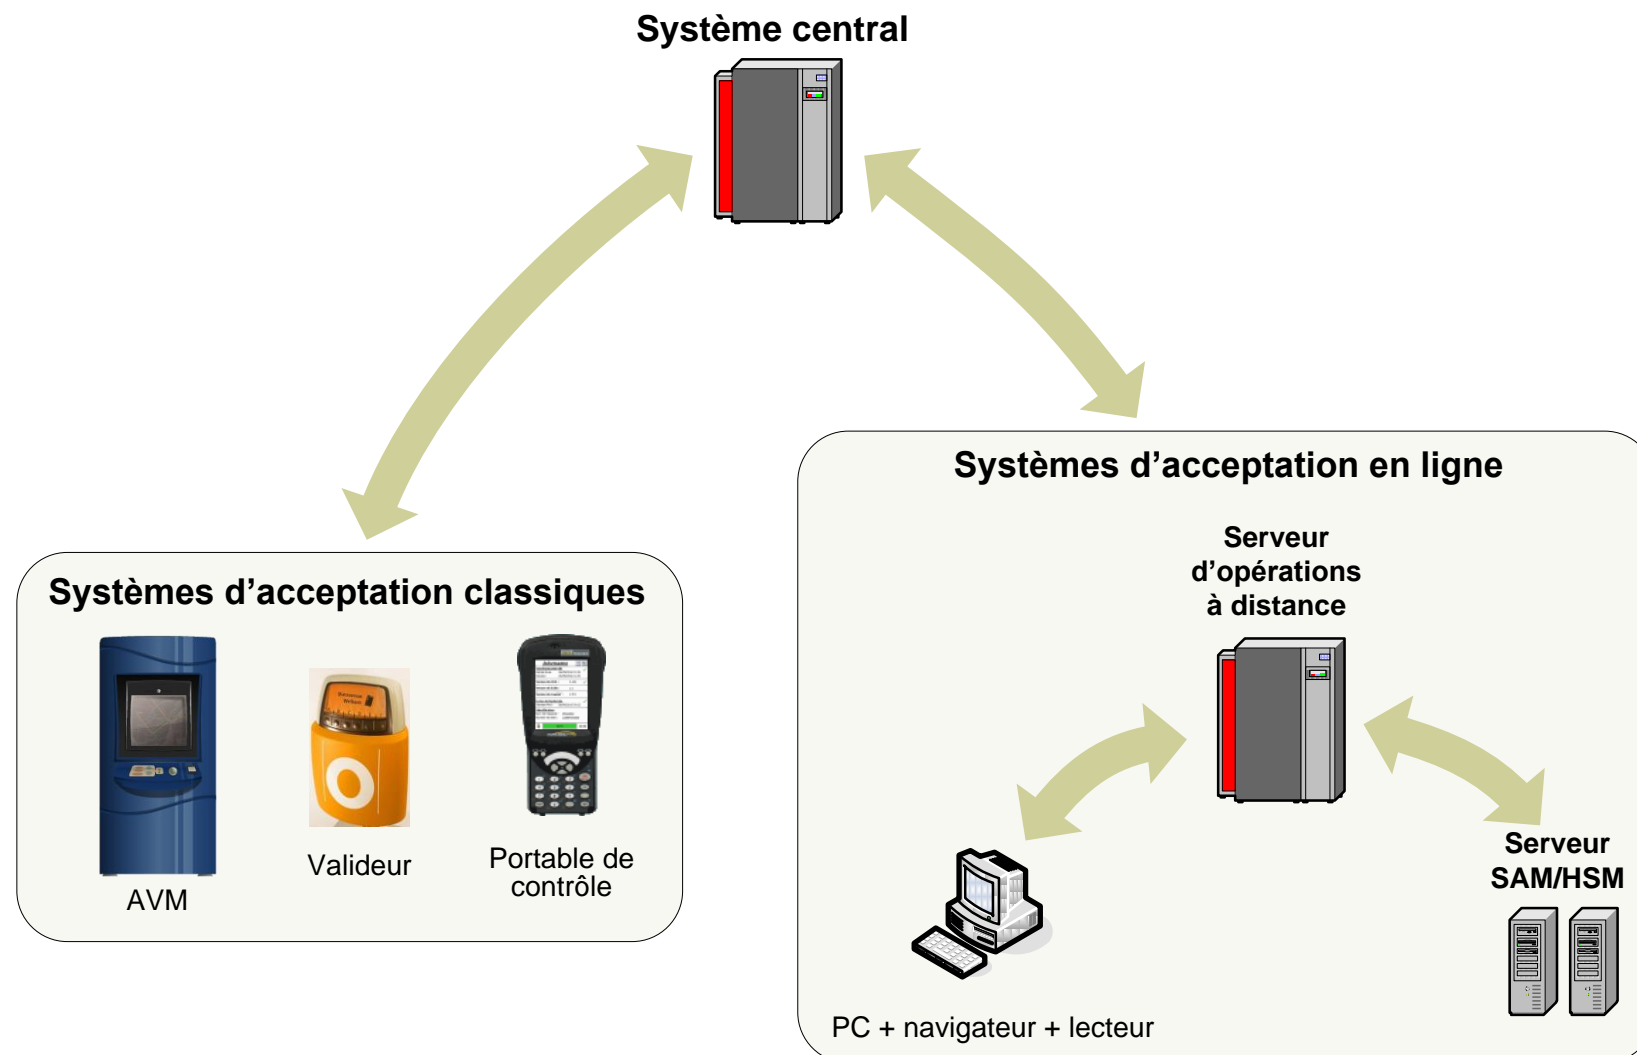 Système central
Systèmes d’acceptation en ligne
Serveur
d’opérations
à distance
Systèmes d’acceptation classiques
Bienvenue
Valideur
Portable de
contrôle
AVM
Serveur
SAM/HSM
PC + navigateur + lecteur